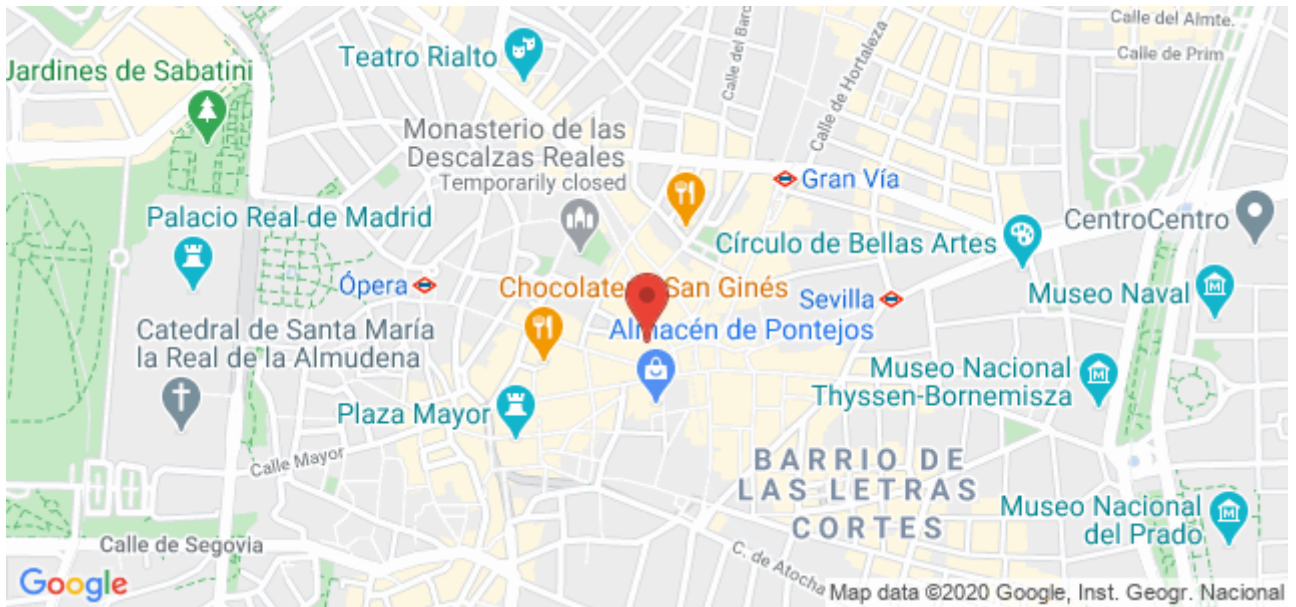 Calle del Almte.
Calle de Prim
Teatro Rialto
Calle del Barc
Calle de Hortaleza
Jardines de Sabatini
Monasterio de las
Descalzas Reales
Temporarily closed
Gran Vía
Palacio Real de Madrid
CentroCentro
Círculo de Bellas Artes
Ópera
Chocolate
San Ginés
Sevilla
Museo Naval
Catedral de Santa María
la Real de la Almudena
Almacén de Pontejos
Museo Nacional
Thyssen-Bornemisza
Plaza Mayor
Calle Mayor
BARRIO DE
LAS LETRAS
CORTES
Museo Nacional
del Prado
Calle de Segovia
C. de Atocha
Google
Map data ©2020 Google, Inst. Geogr. Nacional